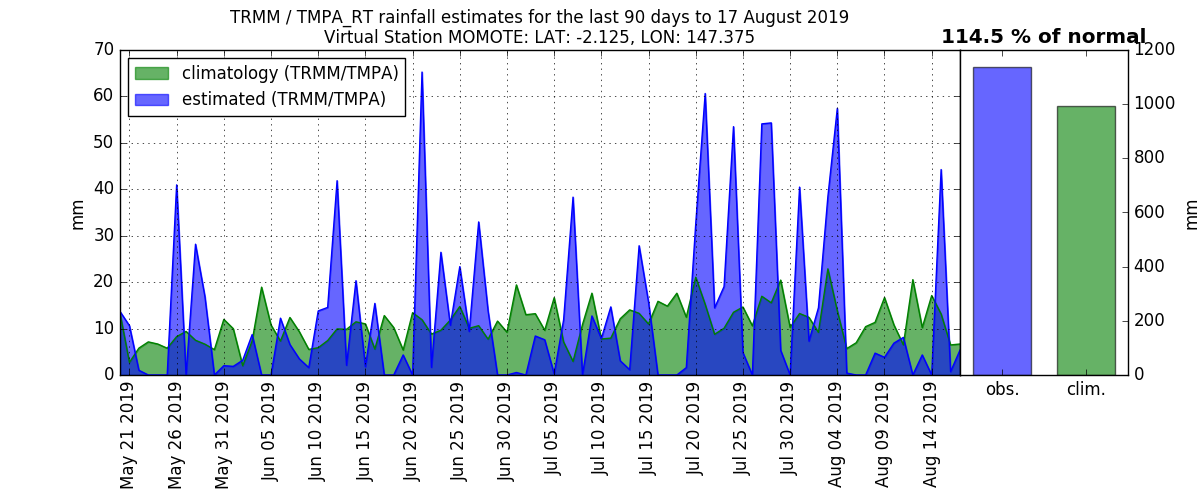 TRMM / TMPA_RT rainfall estimates for the last 90 days to 17 August 2019
Virtual Station MOMOTE: LAT: -2.125, LON: 147.375
114.5 % of normal
climatology (TRMM/TMPA)
estimated (TRMM/TMPA)
mm
70
60
50
40
30
20
10
0
May 21 2019
May 26 2019
May 31 2019
Jun 05 2019
Jun 10 2019
Jun 15 2019
Jun 20 2019
Jun 25 2019
Jun 30 2019
Jul 05 2019
Jul 10 2019
Jul 15 2019
Jul 20 2019
Jul 25 2019
Jul 30 2019
Aug 04 2019
Aug 09 2019
Aug 14 2019
obs.
clim.
1200
1000
800
600
400
200
0
mm